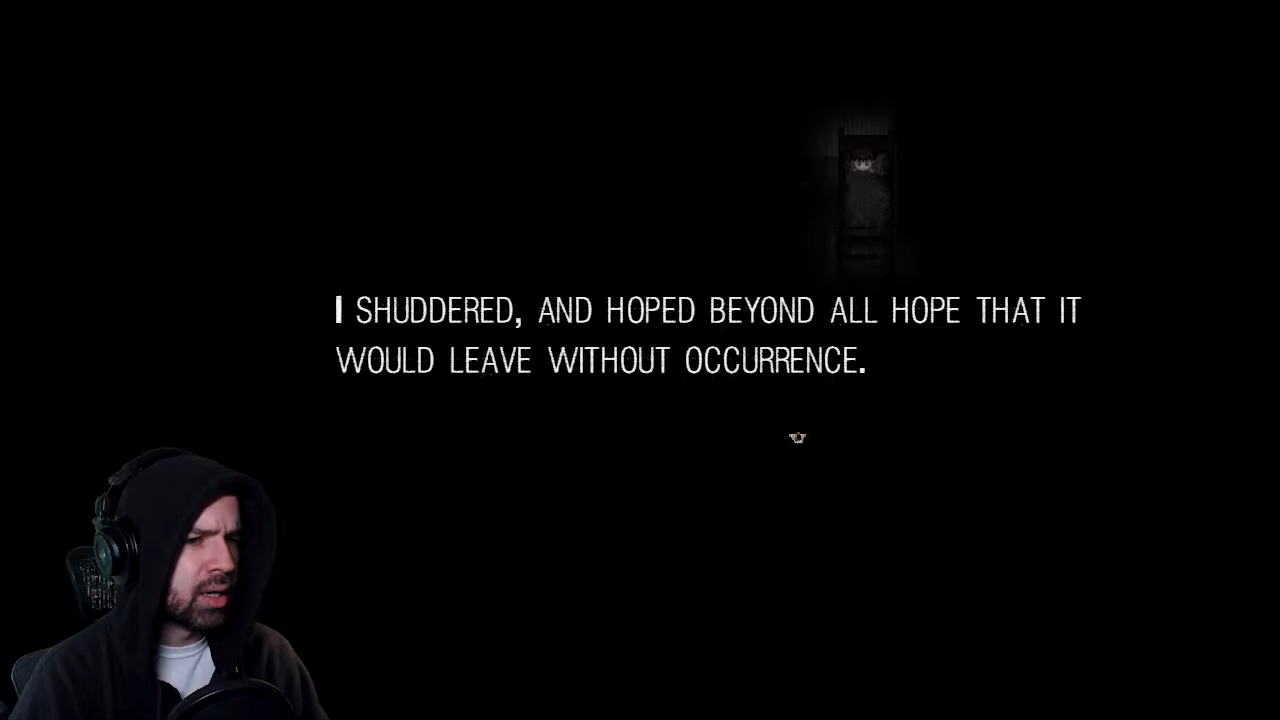 I SHUDDERED, AND HOPED BEYOND ALL HOPE THAT IT
WOULD LEAVE WITHOUT OCCURRENCE.